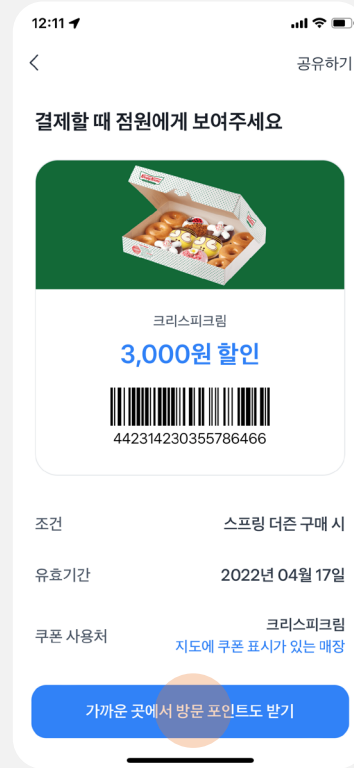 12:11
공유하기
결제할 때 점원에게 보여주세요
크리스피크림
3,000원 할인
442314230355786466
조건
스프링 더즌 구매 시
유효기간
2022년 04월 17일
쿠폰 사용처
크리스피크림
지도에 쿠폰 표시가 있는 매장
가까운 곳에서 방문 포인트도 받기